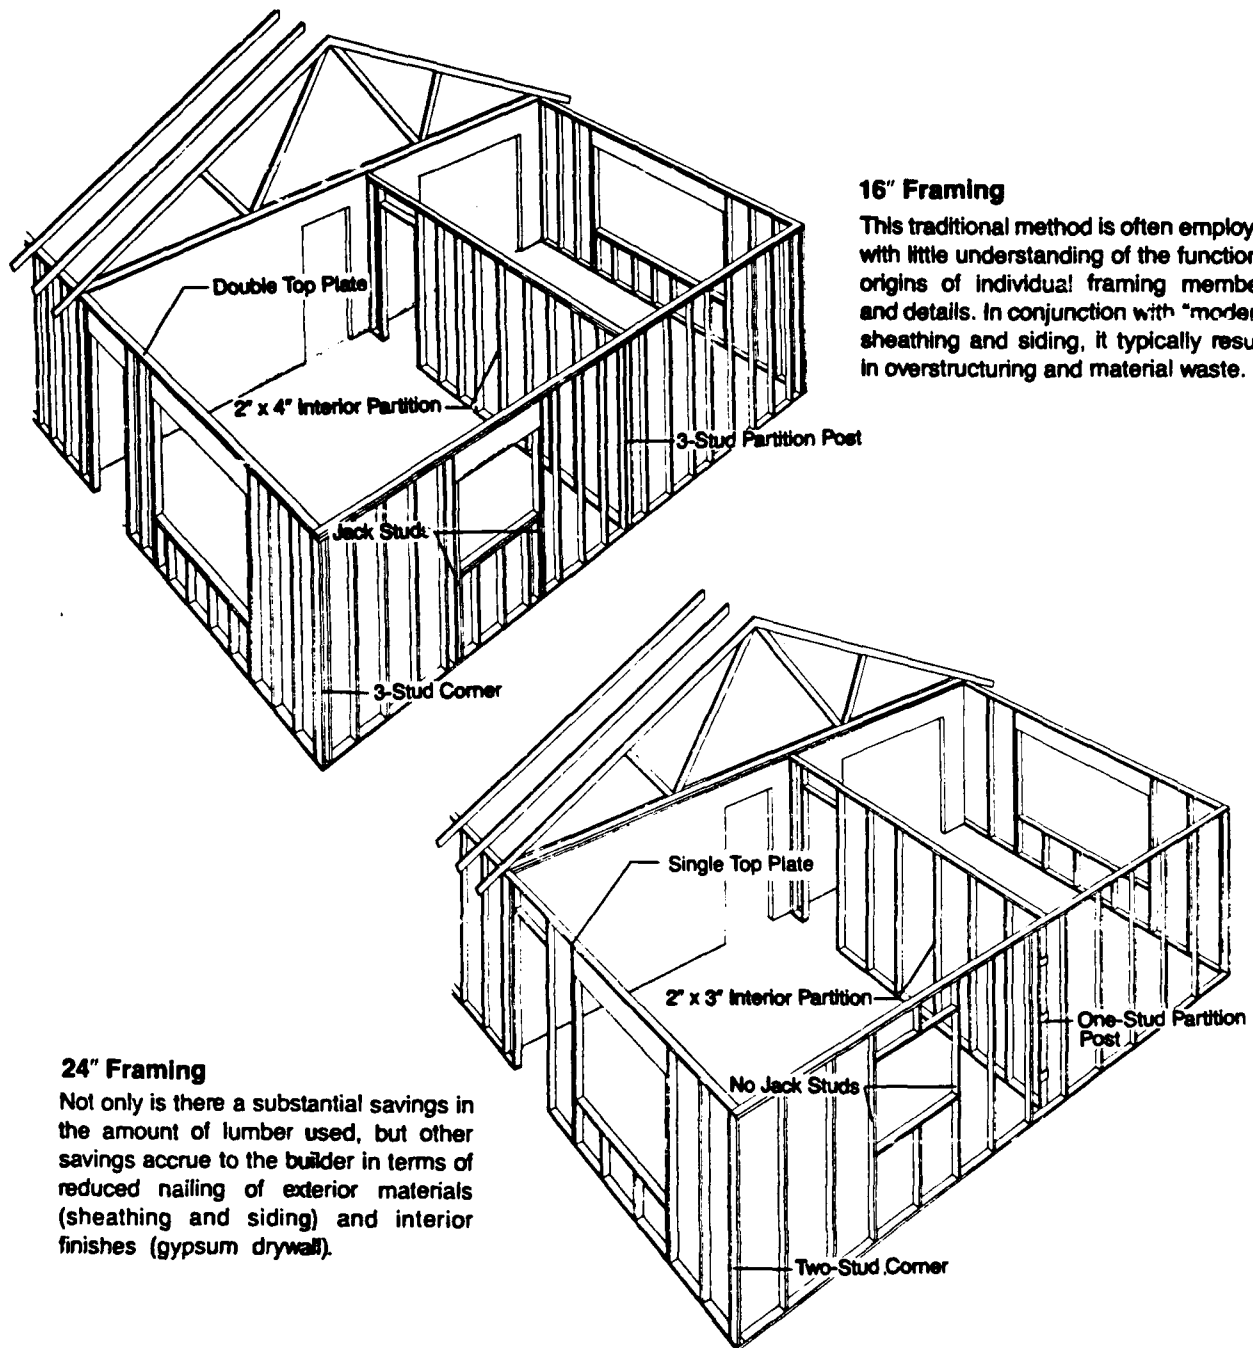 16" Framing
This traditional method is often employ
with little understanding of the function
origins of individual framing membe
and details. In conjunction with "moder
sheathing and siding, it typically resu
in overstructuring and material waste.
Double Top Plate
2" x 4" Interior Partition
3-Stud Partition Post
Jack Studs
3-Stud Corner
Single Top Plate
2" x 3" Interior Partition
One-Stud Partition
Post
No Jack Studs
Two-Stud Corner
24" Framing
Not only is there a substantial savings in
the amount of lumber used, but other
savings accrue to the builder in terms of
reduced nailing of exterior materials
(sheathing and siding) and interior
finishes (gypsum drywall).